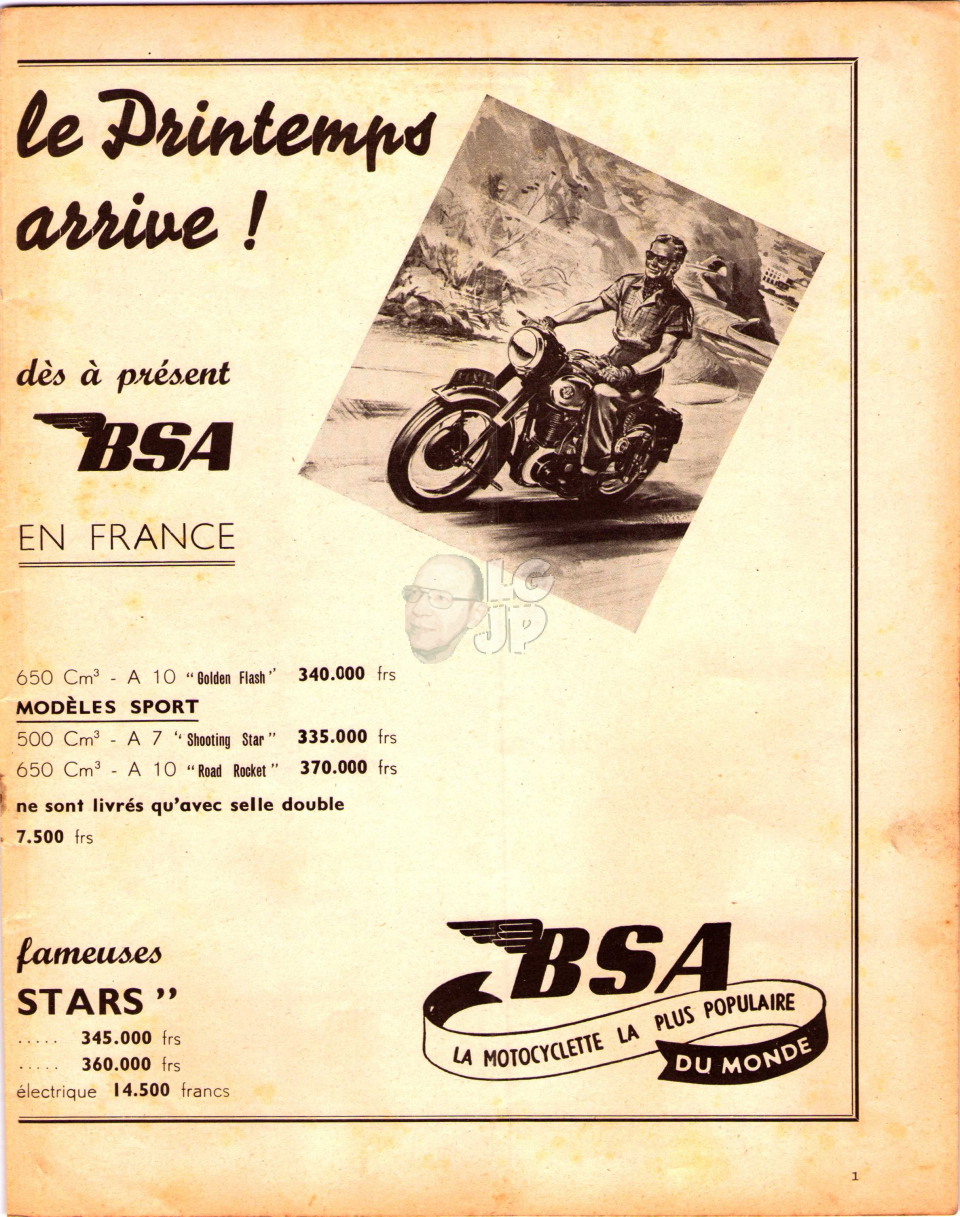 le Printemps
arrive !
dès à présent
BSA
EN FRANCE
LG
JP
650 Cm³ - A 10 “Golden Flash” 340.000 frs
MODÈLES SPORT
500 Cm³ - A 7 “Shooting Star” 335.000 frs
650 Cm³ - A 10 “Road Rocket” 370.000 frs
ne sont livrés qu’avec selle double
7.500 frs
fameuses
STARS ”
..... 345.000 frs
..... 360.000 frs
électrique 14.500 francs
BSA
LA MOTOCYCLETTE LA PLUS POPULAIRE
DU MONDE
1